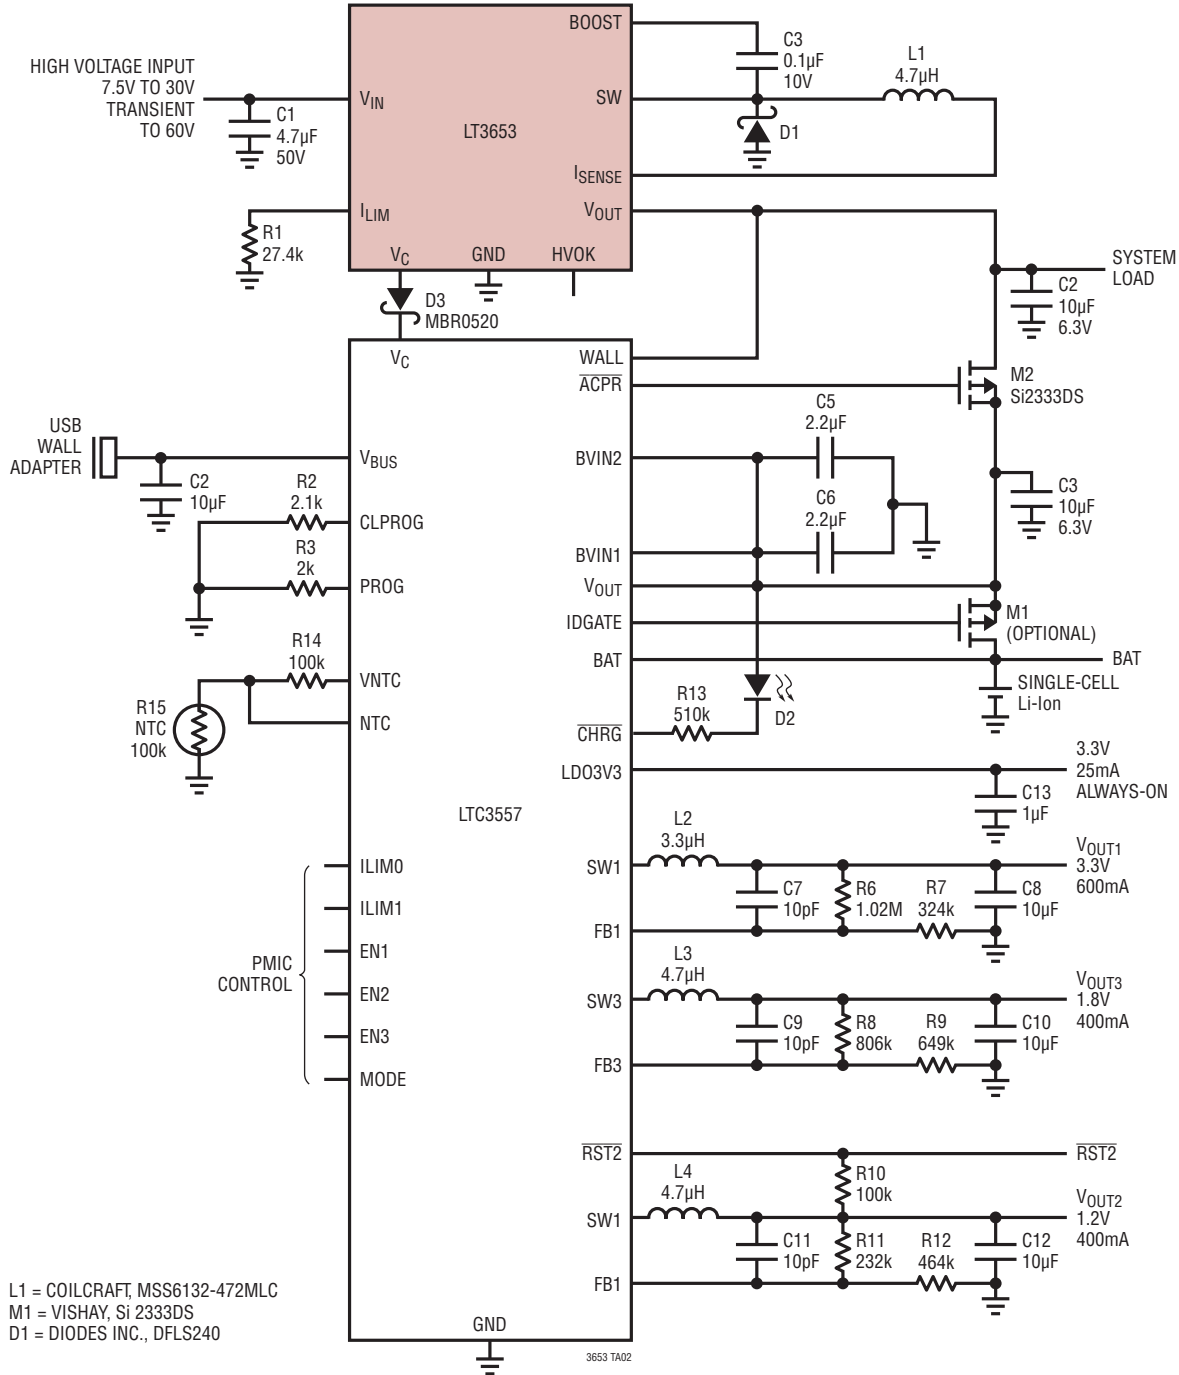 BOOST
C3
0.1µF
10V
L1
4.7µH
HIGH VOLTAGE INPUT
7.5V TO 30V
TRANSIENT
TO 60V
VIN
SW
C1
4.7µF
50V
LT3653
D1
ISENSE
ILIM
VOUT
R1
27.4k
VC
GND
HVOK
SYSTEM
LOAD
C2
10µF
6.3V
D3
MBR0520
VC
WALL
ACPR
M2
Si2333DS
USB
WALL
ADAPTER
VBUS
BVIN2
C5
2.2µF
C2
10µF
R2
2.1k
CLPROG
C6
2.2µF
C3
10µF
6.3V
R3
2k
PROG
BVIN1
VOUT
IDGATE
M1
(OPTIONAL)
R14
100k
VNTC
BAT
BAT
SINGLE-CELL
Li-Ion
R15
NTC
100k
NTC
R13
510k
D2
CHRG
LDO3V3
3.3V
25mA
ALWAYS-ON
C13
1µF
LTC3557
L2
3.3µH
ILIM0
SW1
VOUT1
3.3V
600mA
C7
10pF
R6
1.02M
R7
324k
C8
10µF
ILIM1
FB1
EN1
PMIC
CONTROL
L3
4.7µH
EN2
SW3
VOUT3
1.8V
400mA
C9
10pF
R8
806k
R9
649k
C10
10µF
EN3
FB3
MODE
RST2
RST2
R10
100k
L4
4.7µH
SW1
VOUT2
1.2V
400mA
C11
10pF
R11
232k
R12
464k
C12
10µF
FB1
L1 = COILCRAFT, MSS6132-472MLC
M1 = VISHAY, Si 2333DS
D1 = DIODES INC., DFLS240
GND
3653 TA02